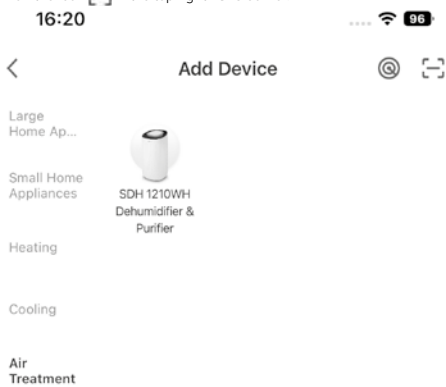 16:20
96
Add Device
Large
Home Ap...
Small Home
Appliances
SDH 1210WH
Dehumidifier &
Purifier
Heating
Cooling
Air
Treatment